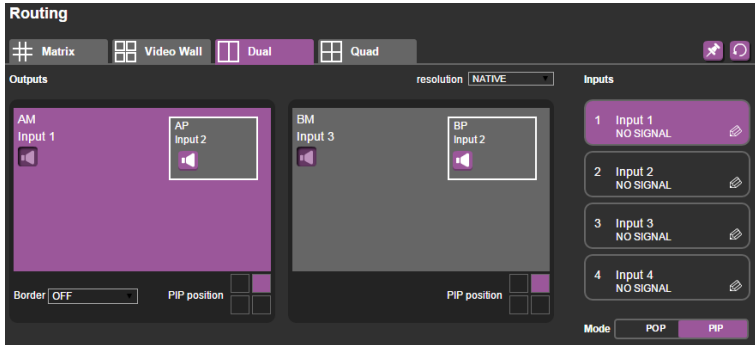 Routing
Matrix
Video Wall
Dual
Quad
Outputs
resolution NATIVE
Inputs
AM
Input 1
AP
Input 2
BM
Input 3
BP
Input 2
1 Input 1
NO SIGNAL
2 Input 2
NO SIGNAL
3 Input 3
NO SIGNAL
4 Input 4
NO SIGNAL
Border OFF
PIP position
PIP position
Mode POP PIP